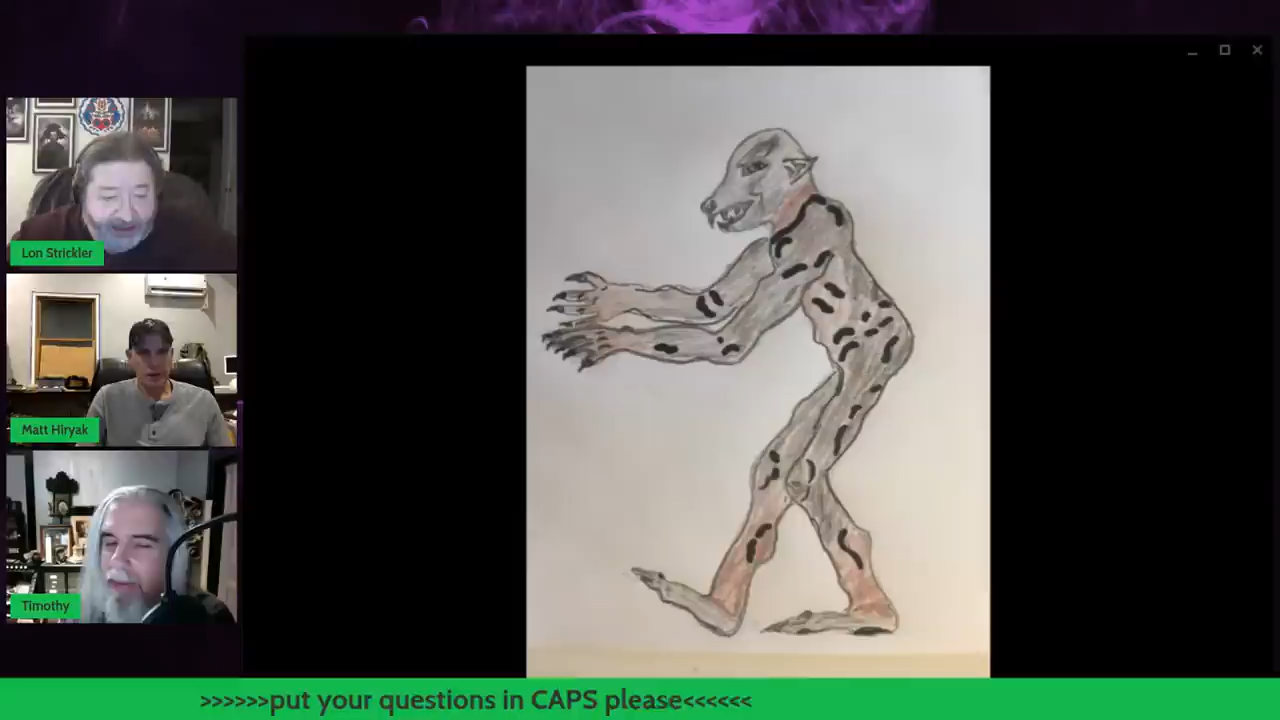 Lon Strickler
Matt Hiryak
Timothy
>>>>>>put your questions in CAPS please<<<<<<